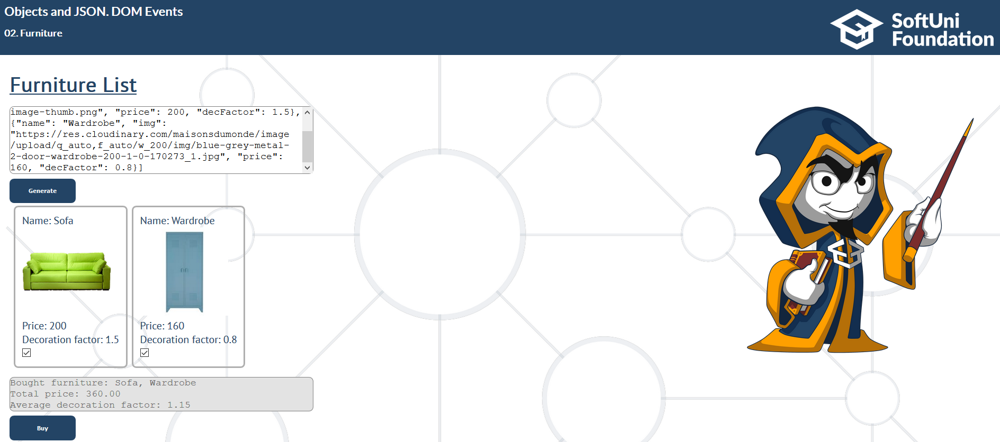 Objects and JSON. DOM Events
02. Furniture
SoftUni
Foundation
Furniture List
image-thumb.png", "price": 200, "decFactor": 1.5},
{"name": "Wardrobe", "img":
"https://res.cloudinary.com/maisonsdumonde/image
/upload/q_auto,f_auto/w_200/img/blue-grey-metal-
2-door-wardrobe-200-1-0-170273_1.jpg", "price":
160, "decFactor": 0.8}]
Generate
Name: Sofa
Price: 200
Decoration factor: 1.5
Name: Wardrobe
Price: 160
Decoration factor: 0.8
Bought furniture: Sofa, Wardrobe
Total price: 360.00
Average decoration factor: 1.15
Buy